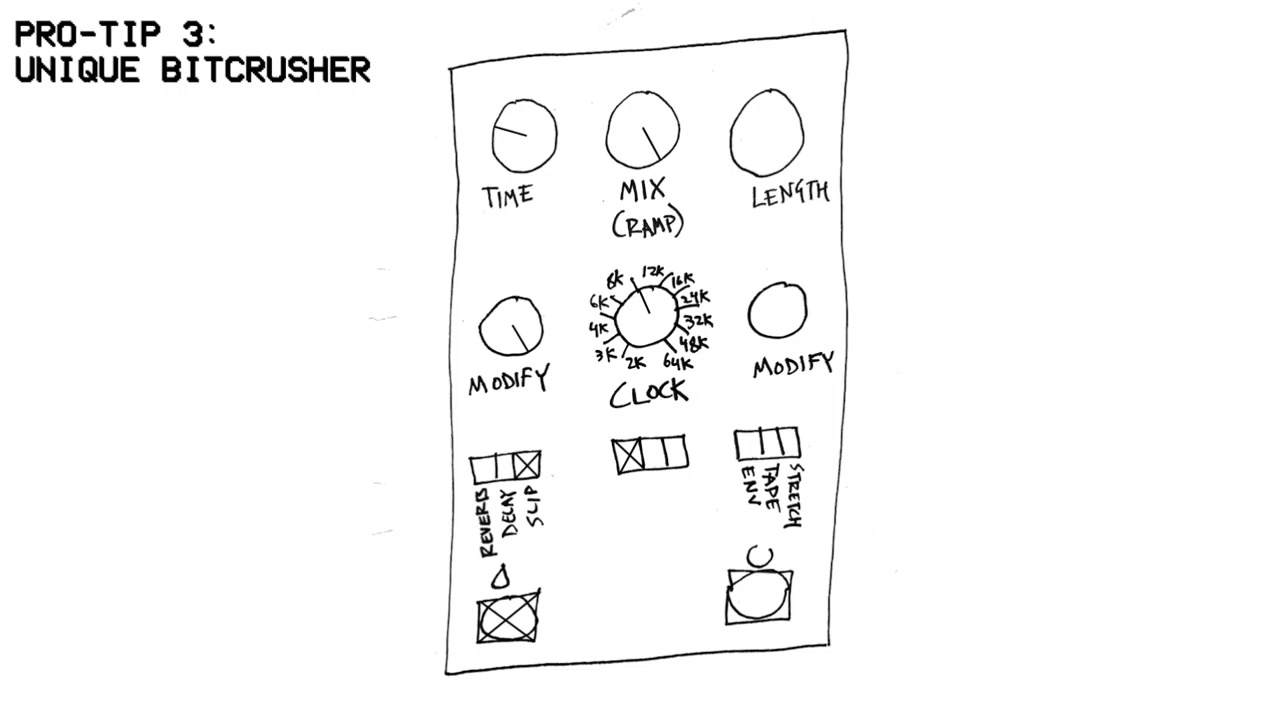 PRO-TIP 3:
UNIQUE BITCRUSHER
TIME
MIX
(RAMP)
LENGTH
2K
3K
4K
6K
8K
12K
16K
24K
32K
48K
64K
MODIFY
CLOCK
MODIFY
REVERB
DELAY
SLIP
ENV
TAPE
STRETCH